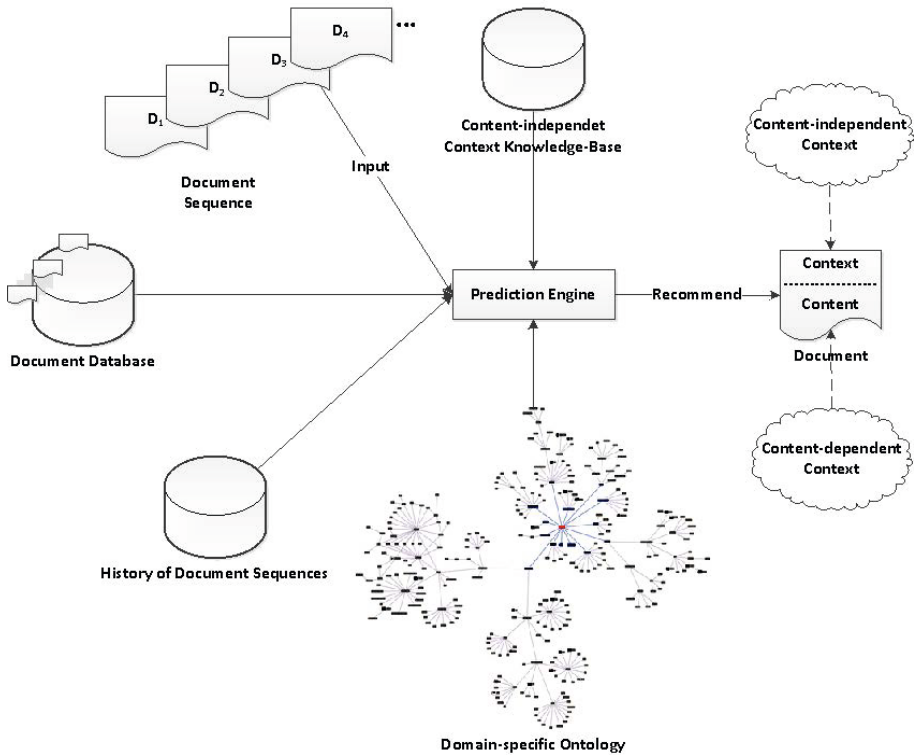 D1
D2
D3
D4
...
Document
Sequence
Input
Content-independet
Context Knowledge-Base
Content-independent
Context
Document Database
Prediction Engine
Recommend
Context
Content
Document
History of Document Sequences
Content-dependent
Context
Domain-specific Ontology